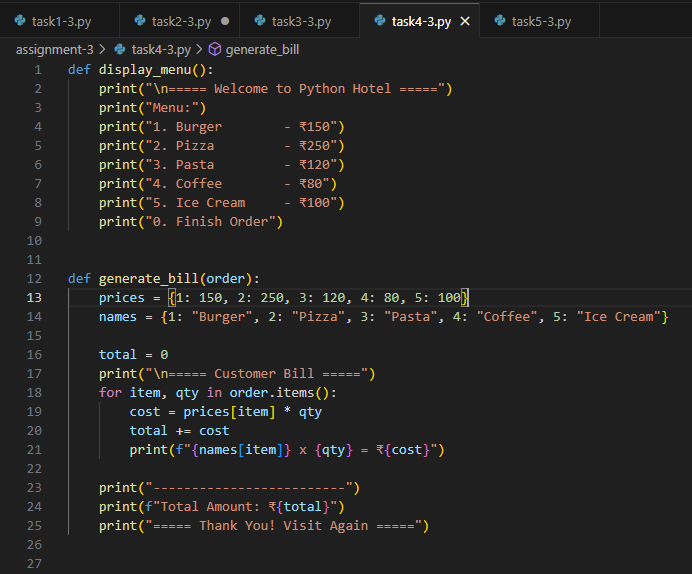 task1-3.py task2-3.py task3-3.py task4-3.py task5-3.py
assignment-3 > task4-3.py > generate_bill
1 def display_menu():
2     print("\n===== Welcome to Python Hotel =====")
3     print("Menu:")
4     print("1. Burger        - ₹150")
5     print("2. Pizza         - ₹250")
6     print("3. Pasta         - ₹120")
7     print("4. Coffee        - ₹80")
8     print("5. Ice Cream     - ₹100")
9     print("0. Finish Order")
10
11
12 def generate_bill(order):
13     prices = {1: 150, 2: 250, 3: 120, 4: 80, 5: 100}
14     names = {1: "Burger", 2: "Pizza", 3: "Pasta", 4: "Coffee", 5: "Ice Cream"}
15
16     total = 0
17     print("\n===== Customer Bill =====")
18     for item, qty in order.items():
19         cost = prices[item] * qty
20         total += cost
21         print(f"{names[item]} x {qty} = ₹{cost}")
22
23     print("-------------------------")
24     print(f"Total Amount: ₹{total}")
25     print("===== Thank You! Visit Again =====")
26
27